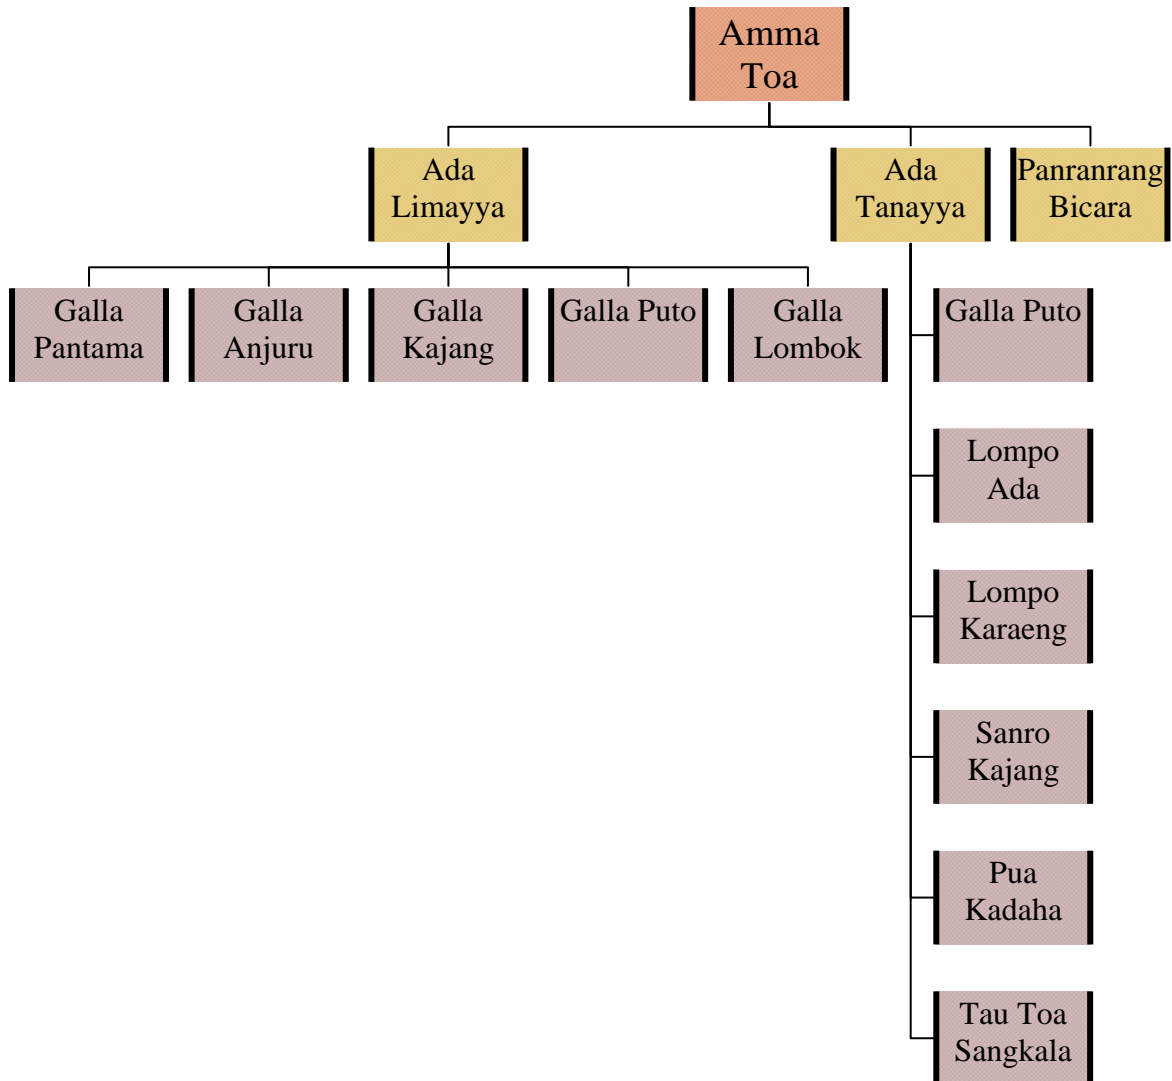 Amma
Toa
Ada
Limayya
Ada
Tanayya
Panranrang
Bicara
Galla
Pantama
Galla
Anjuru
Galla
Kajang
Galla Puto
Galla
Lombok
Galla Puto
Lompo
Ada
Lompo
Karaeng
Sanro
Kajang
Pua
Kadaha
Tau Toa
Sangkala